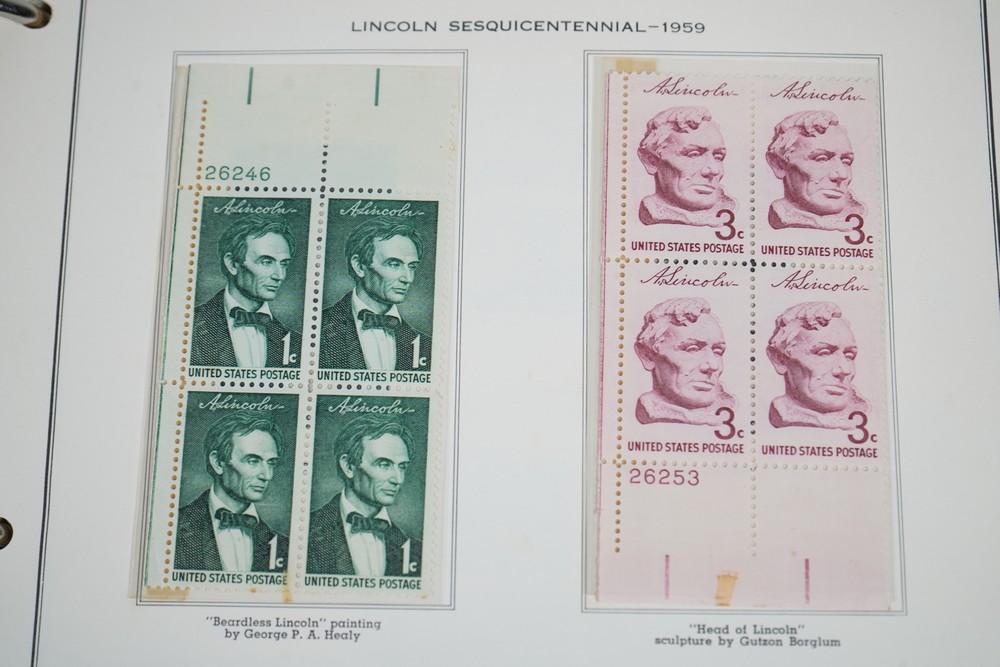 LINCOLN SESQUICENTENNIAL—1959
26246
A. Lincoln
A. Lincoln
1c
1c
UNITED STATES POSTAGE
UNITED STATES POSTAGE
A. Lincoln
A. Lincoln
1c
1c
UNITED STATES POSTAGE
UNITED STATES POSTAGE
"Beardless Lincoln" painting
by George P. A. Healy
A. Lincoln
A. Lincoln
3c
3c
UNITED STATES POSTAGE
UNITED STATES POSTAGE
A. Lincoln
A. Lincoln
3c
3c
UNITED STATES POSTAGE
UNITED STATES POSTAGE
26253
"Head of Lincoln"
sculpture by Gutzon Borglum